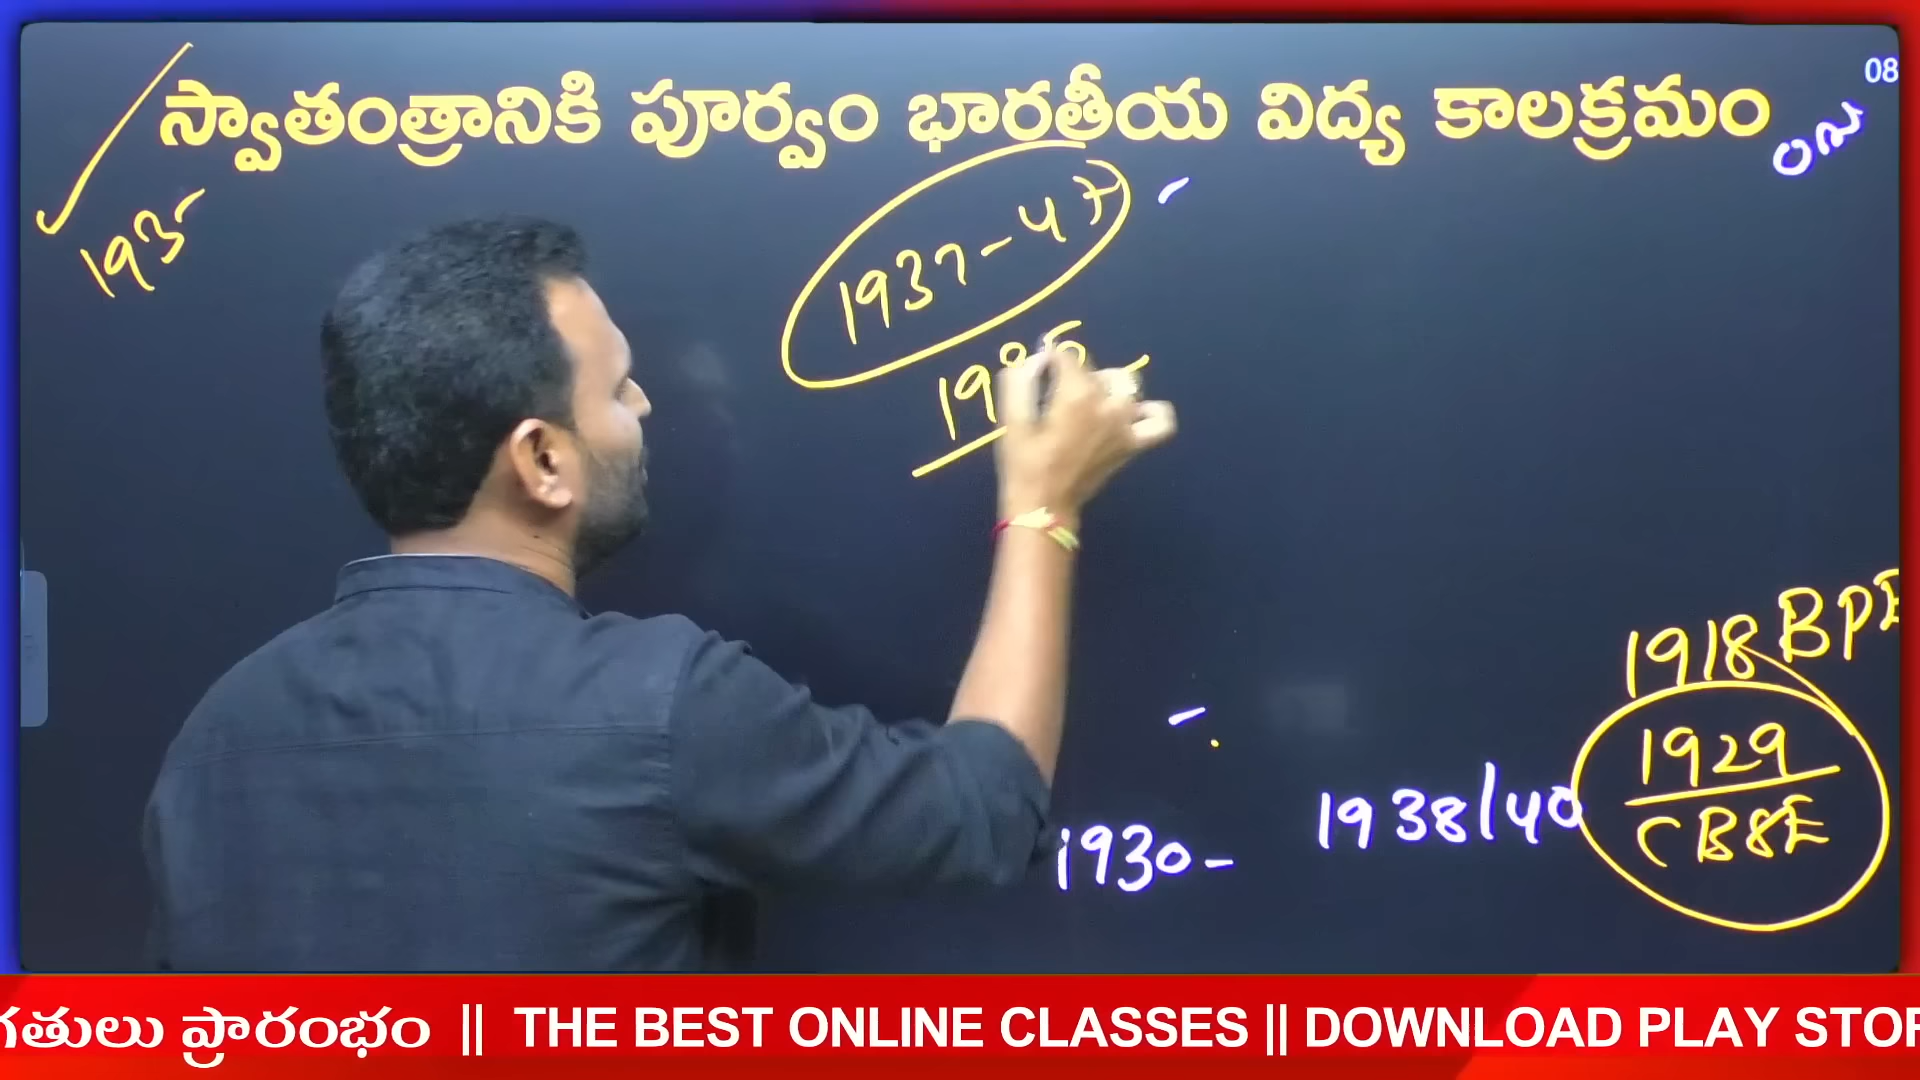 స్వాతంత్రానికి పూర్వం భారతీయ విద్య కాలక్రమం
08
1935
1937-47
1918 BPE
1929
CBSE
1938/40
1930-
గతులు ప్రారంభం || THE BEST ONLINE CLASSES || DOWNLOAD PLAY STOR